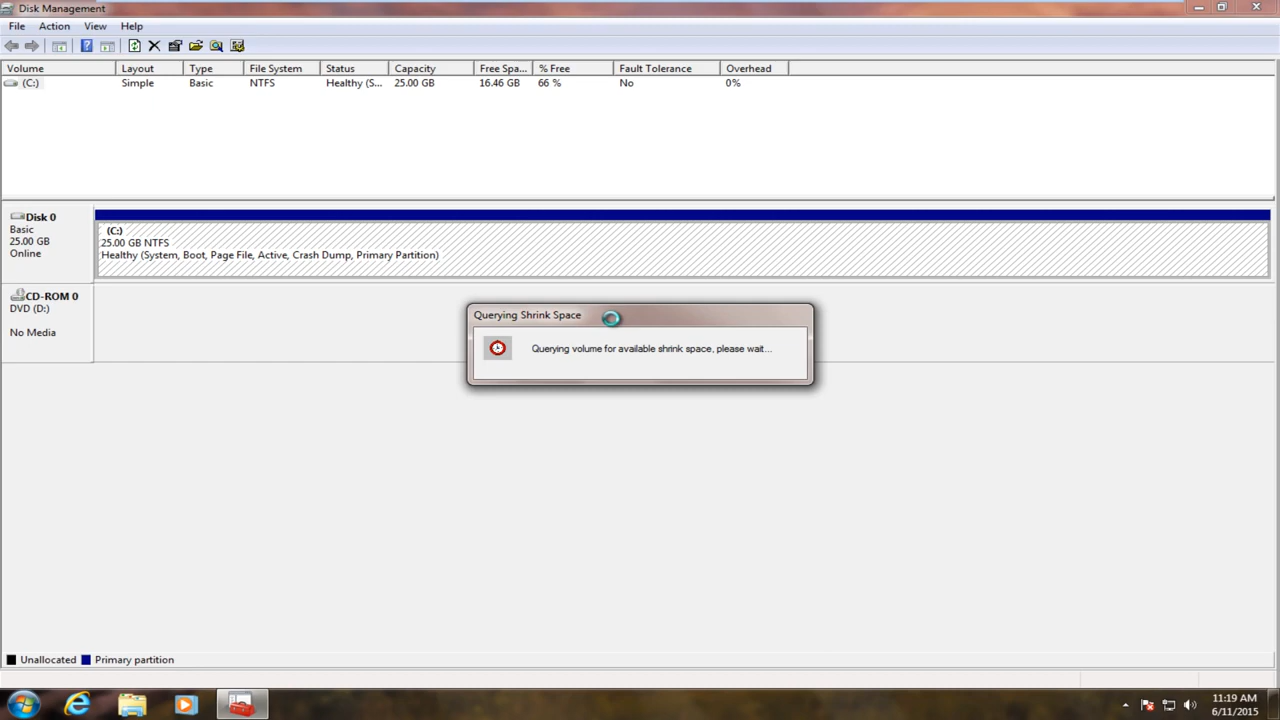 Disk Management
File Action View Help
Volume Layout Type File System Status Capacity Free Spa... % Free Fault Tolerance Overhead
(C:) Simple Basic NTFS Healthy (S... 25.00 GB 16.46 GB 66 % No 0%
Disk 0
Basic
25.00 GB
Online
(C:)
25.00 GB NTFS
Healthy (System, Boot, Page File, Active, Crash Dump, Primary Partition)
CD-ROM 0
DVD (D:)
No Media
Querying Shrink Space
Querying volume for available shrink space, please wait...
Unallocated Primary partition
11:19 AM
6/11/2015